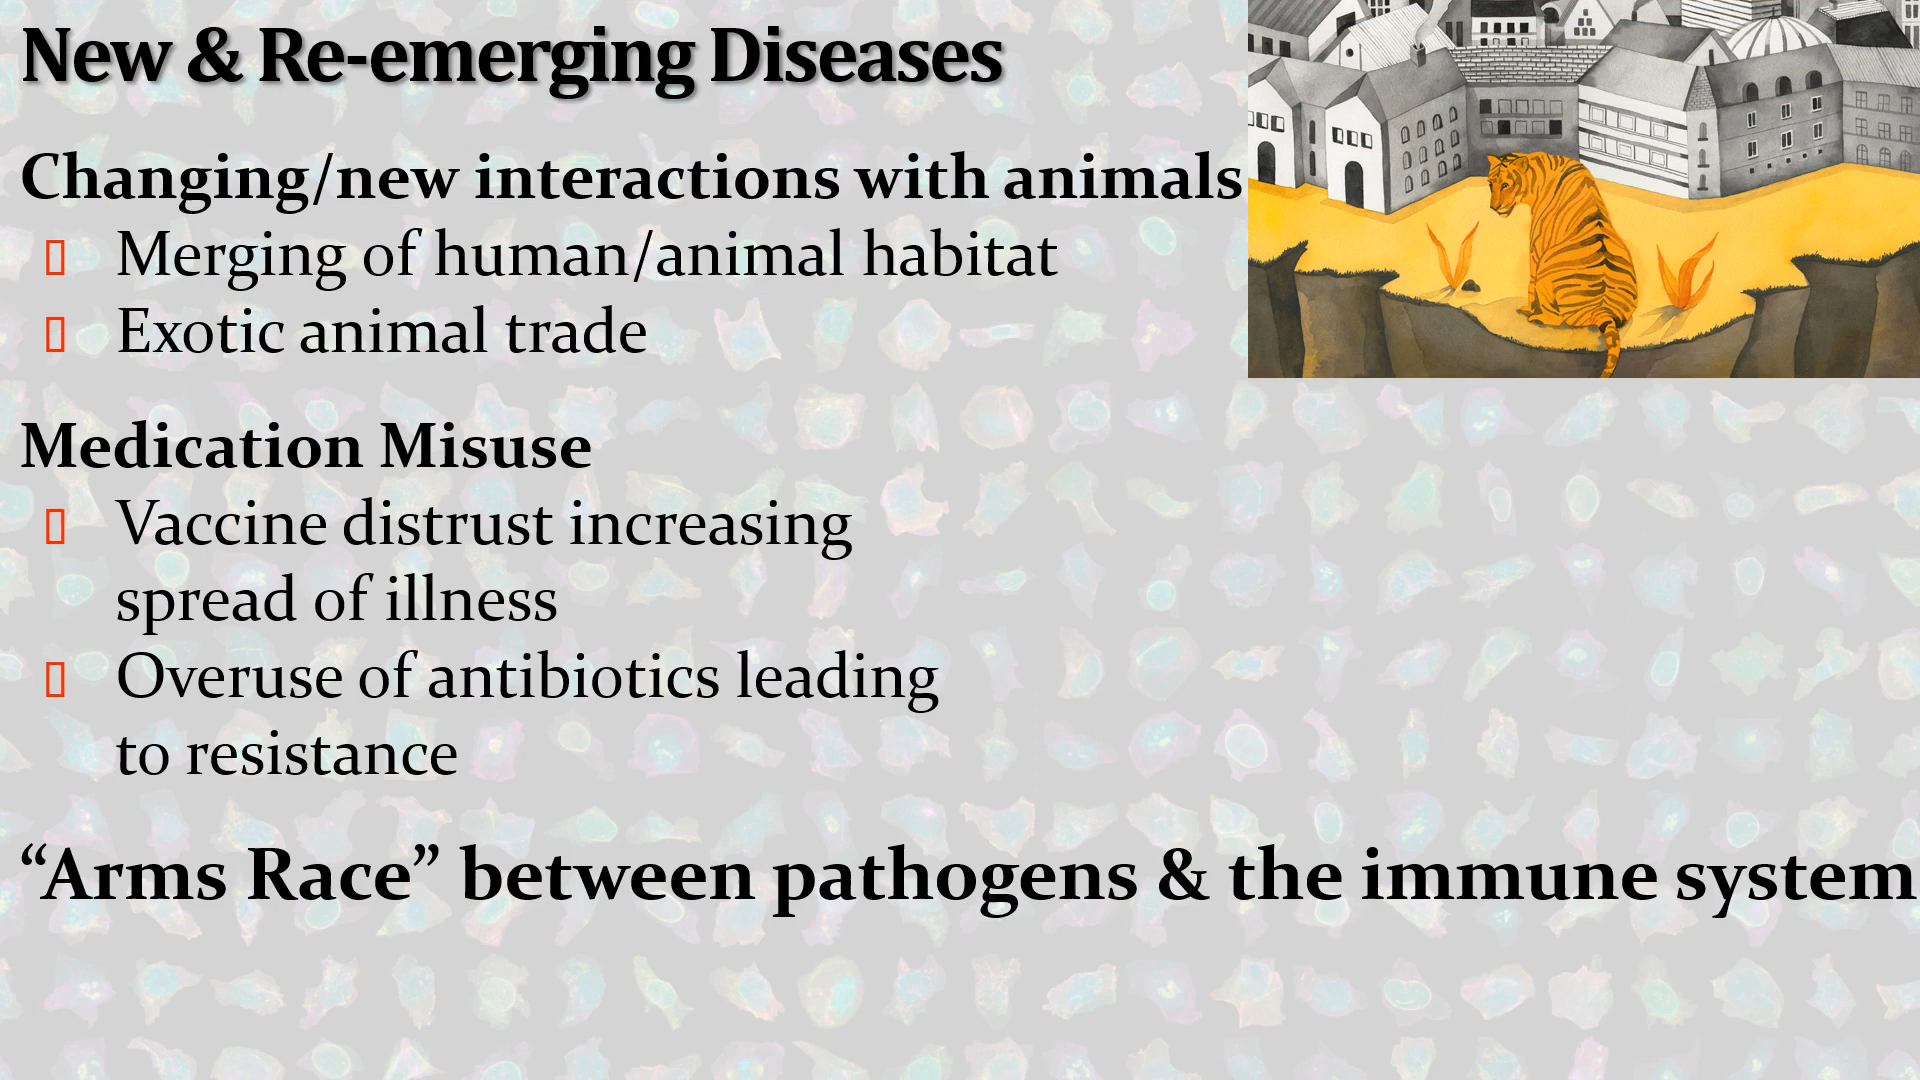 New & Re-emerging Diseases
Changing/new interactions with animals
Merging of human/animal habitat
Exotic animal trade
Medication Misuse
Vaccine distrust increasing
spread of illness
Overuse of antibiotics leading
to resistance
“Arms Race” between pathogens & the immune system